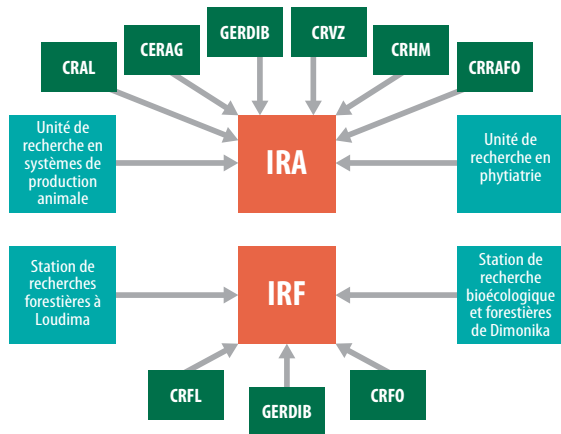 GERDIB
CRVZ
CERAG
CRHM
CRAL
CRRAFO
Unité de
recherche en
systèmes de
production
animale
IRA
Unité de
recherche en
phytiatrie
Station de
recherches
forestières à
Loudima
IRF
Station de
recherche
bioécologique
et forestières
de Dimonika
CRFL
GERDIB
CRFO